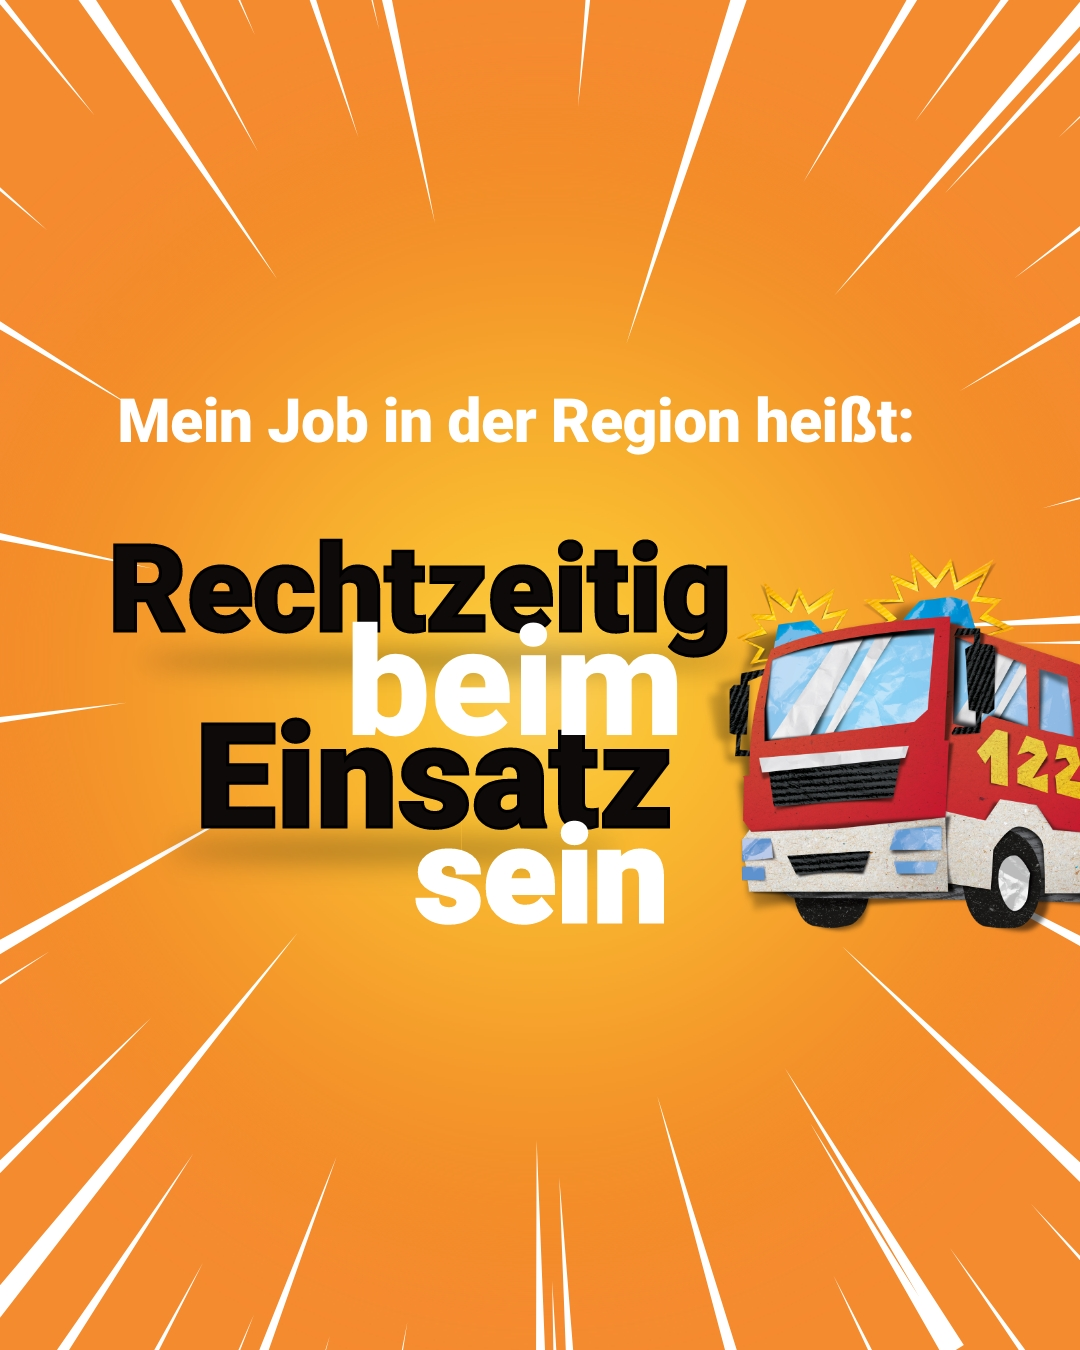 Mein Job in der Region heißt:
Rechtzeitig
beim
Einsatz
sein
122